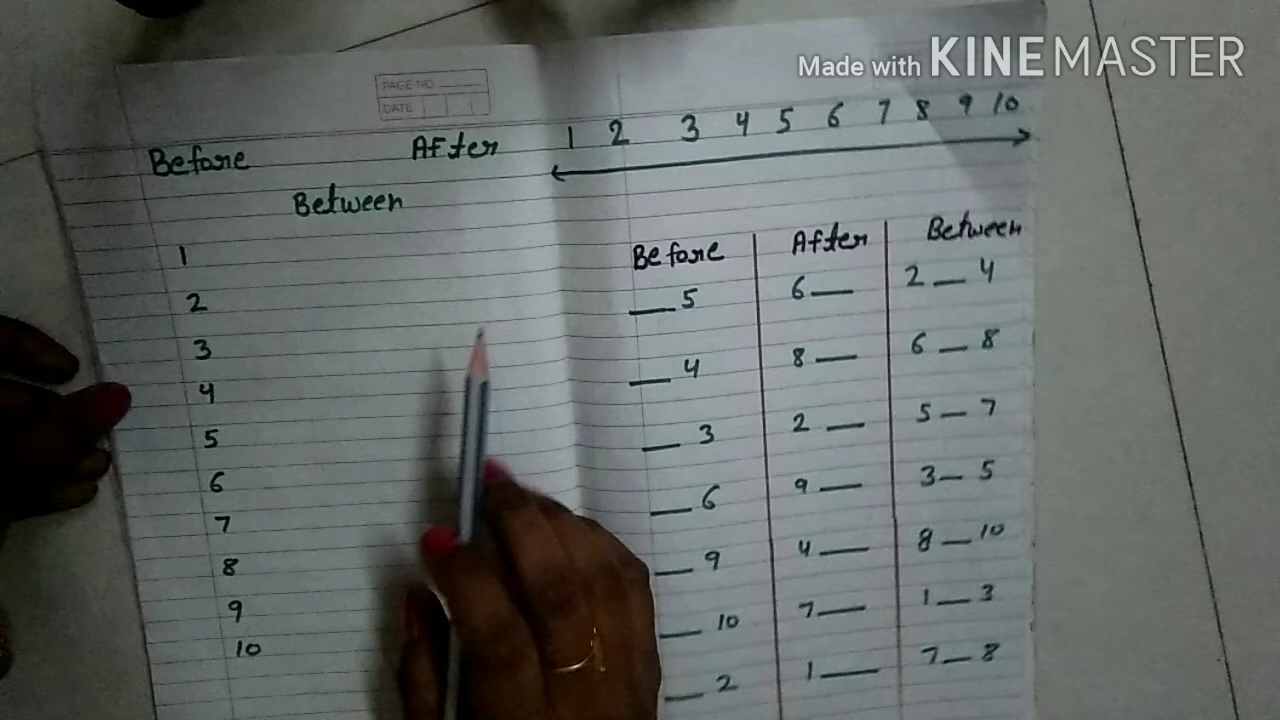 Made with KINEMASTER
PAGE NO
DATE
Before After
Between
1
2
3
4
5
6
7
8
9
10
1 2 3 4 5 6 7 8 9 10
Before After Between
__ 5 6 __ 2 __ 4
__ 4 8 __ 6 __ 8
__ 3 2 __ 5 __ 7
__ 6 9 __ 3 __ 5
__ 9 4 __ 8 __ 10
__ 10 7 __ 1 __ 3
__ 2 1 __ 7 __ 8